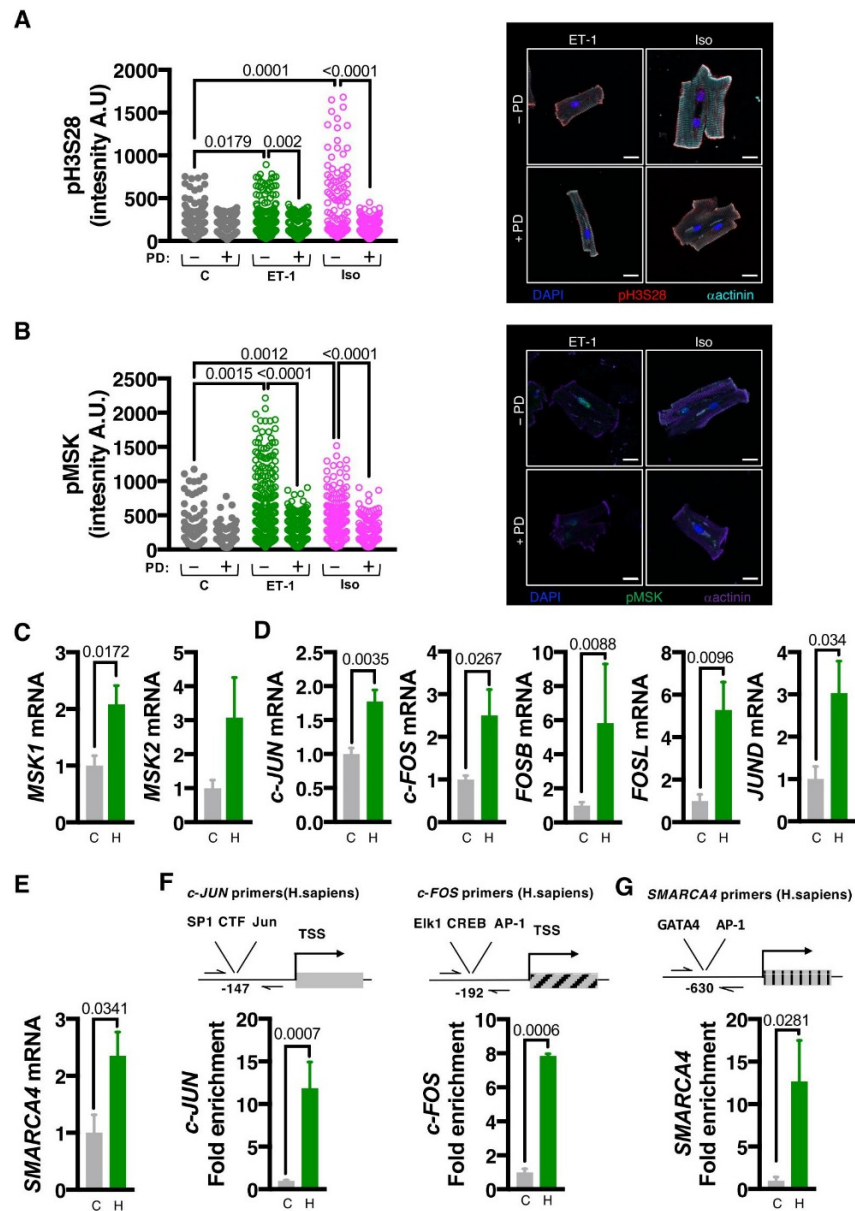 A
pH3S28
(intesnity A.U)
2000
1500
1000
500
0
0.0001
<0.0001
0.0179
0.002
PD:
−
+
−
+
−
+
C
ET-1
Iso
ET-1
Iso
− PD
+ PD
DAPI
pH3S28
αactinin
B
pMSK
(intesnity A.U.)
2500
2000
1500
1000
500
0
0.0012
<0.0001
0.0015
<0.0001
PD:
−
+
−
+
−
+
C
ET-1
Iso
ET-1
Iso
− PD
+ PD
DAPI
pMSK
αactinin
C
MSK1 mRNA
3
2
1
0
0.0172
C
H
MSK2 mRNA
5
4
3
2
1
0
C
H
D
c-JUN mRNA
2.5
2.0
1.5
1.0
0.5
0.0
0.0035
C
H
c-FOS mRNA
4
3
2
1
0
0.0267
C
H
FOSB mRNA
10
8
6
4
2
0
0.0088
C
H
FOSL mRNA
8
6
4
2
0
0.0096
C
H
JUND mRNA
4
3
2
1
0
0.034
C
H
E
SMARCA4 mRNA
3
2
1
0
0.0341
C
H
F
c-JUN primers(H.sapiens)
SP1 CTF Jun
TSS
-147
c-JUN
Fold enrichment
20
15
10
5
0
0.0007
C
H
c-FOS primers (H.sapiens)
Elk1 CREB AP-1
TSS
-192
c-FOS
Fold enrichment
8
6
4
2
0
0.0006
C
H
G
SMARCA4 primers (H.sapiens)
GATA4 AP-1
-630
SMARCA4
Fold enrichment
20
15
10
5
0
0.0281
C
H